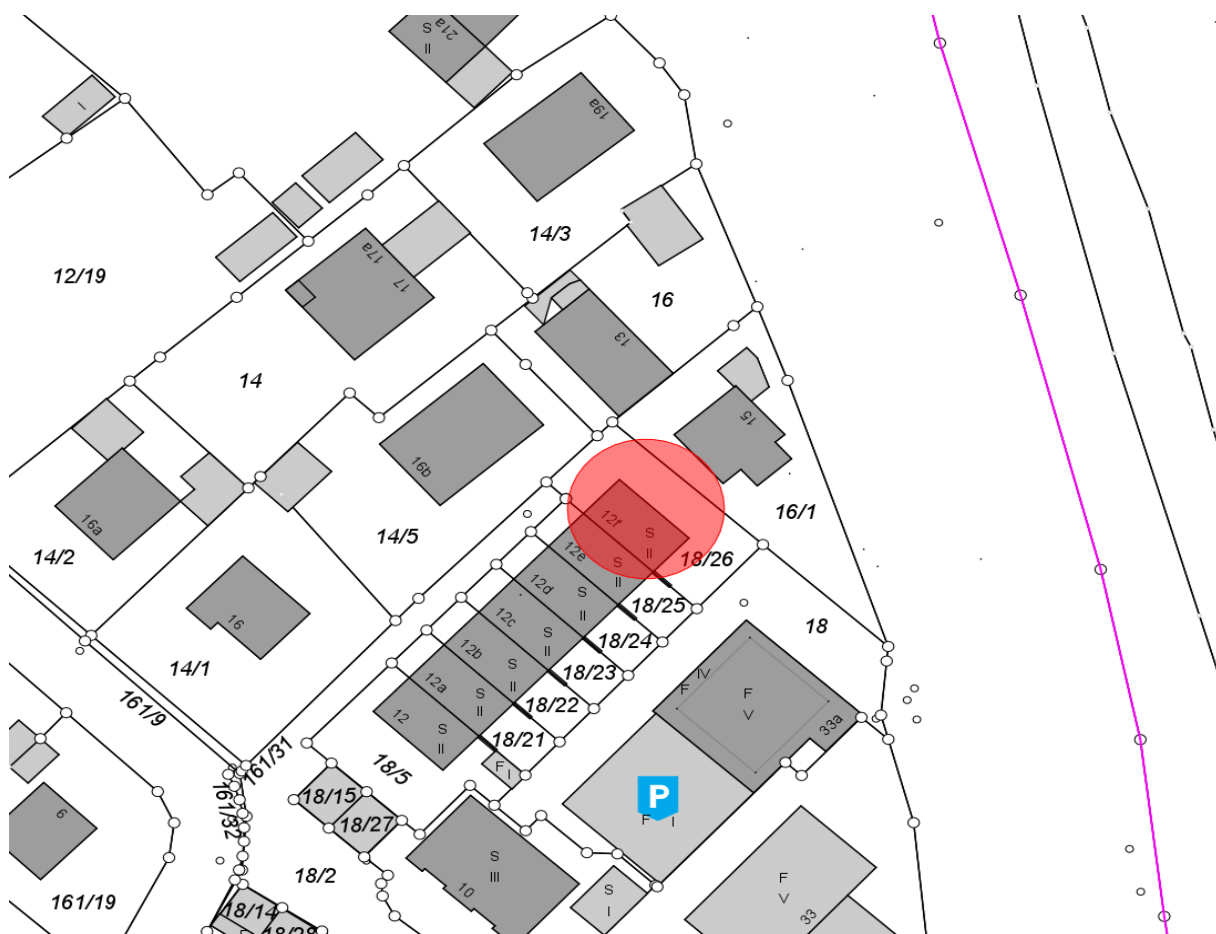 21a
S
II
I
19a
14/3
17a
17
12/19
16
13
14
15
16b
16a
14/2
14/5
16/1
12f
S
II
18/26
12e
S
II
18/25
12d
S
II
18/24
12c
S
II
18/23
12b
S
II
18/22
12a
S
II
18/21
12
S
II
F I
18/5
18
16
14/1
161/9
161/31
161/32
F IV
F
V
33a
P
F I
18/15
18/27
9
161/19
18/2
S
III
10
S
I
F
V
33
18/14
18/28